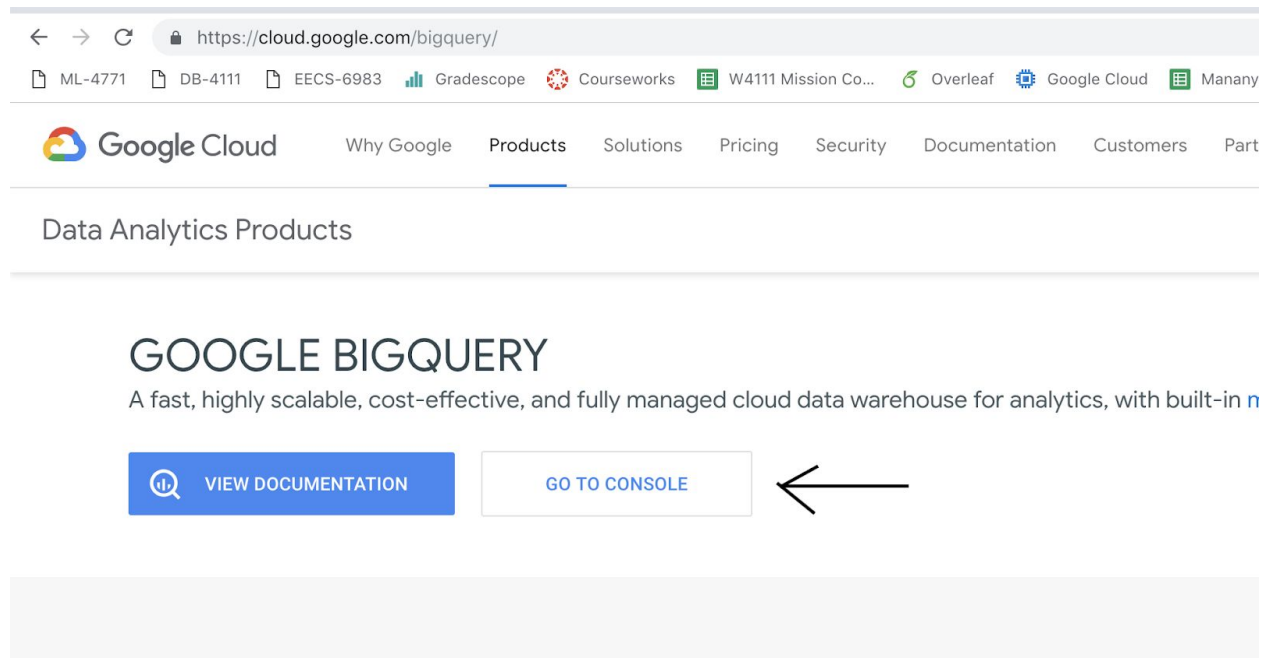 https://cloud.google.com/bigquery/
ML-4771 DB-4111 EECS-6983 Gradescope Courseworks W4111 Mission Co... Overleaf Google Cloud Manany
Google Cloud Why Google Products Solutions Pricing Security Documentation Customers Part
Data Analytics Products
GOOGLE BIGQUERY
A fast, highly scalable, cost-effective, and fully managed cloud data warehouse for analytics, with built-in
VIEW DOCUMENTATION GO TO CONSOLE